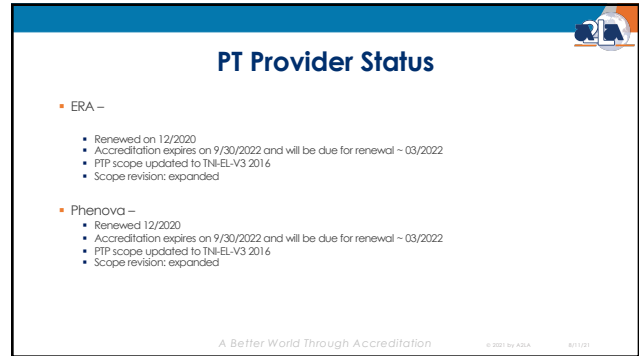 A2LA
PT Provider Status
▪ ERA –
▪ Renewed on 12/2020
▪ Accreditation expires on 9/30/2022 and will be due for renewal ~ 03/2022
▪ PTP scope updated to TNI-EL-V3 2016
▪ Scope revision: expanded
▪ Phenova –
▪ Renewed 12/2020
▪ Accreditation expires on 9/30/2022 and will be due for renewal ~ 03/2022
▪ PTP scope updated to TNI-EL-V3 2016
▪ Scope revision: expanded
A Better World Through Accreditation © 2021 by A2LA 8/11/21